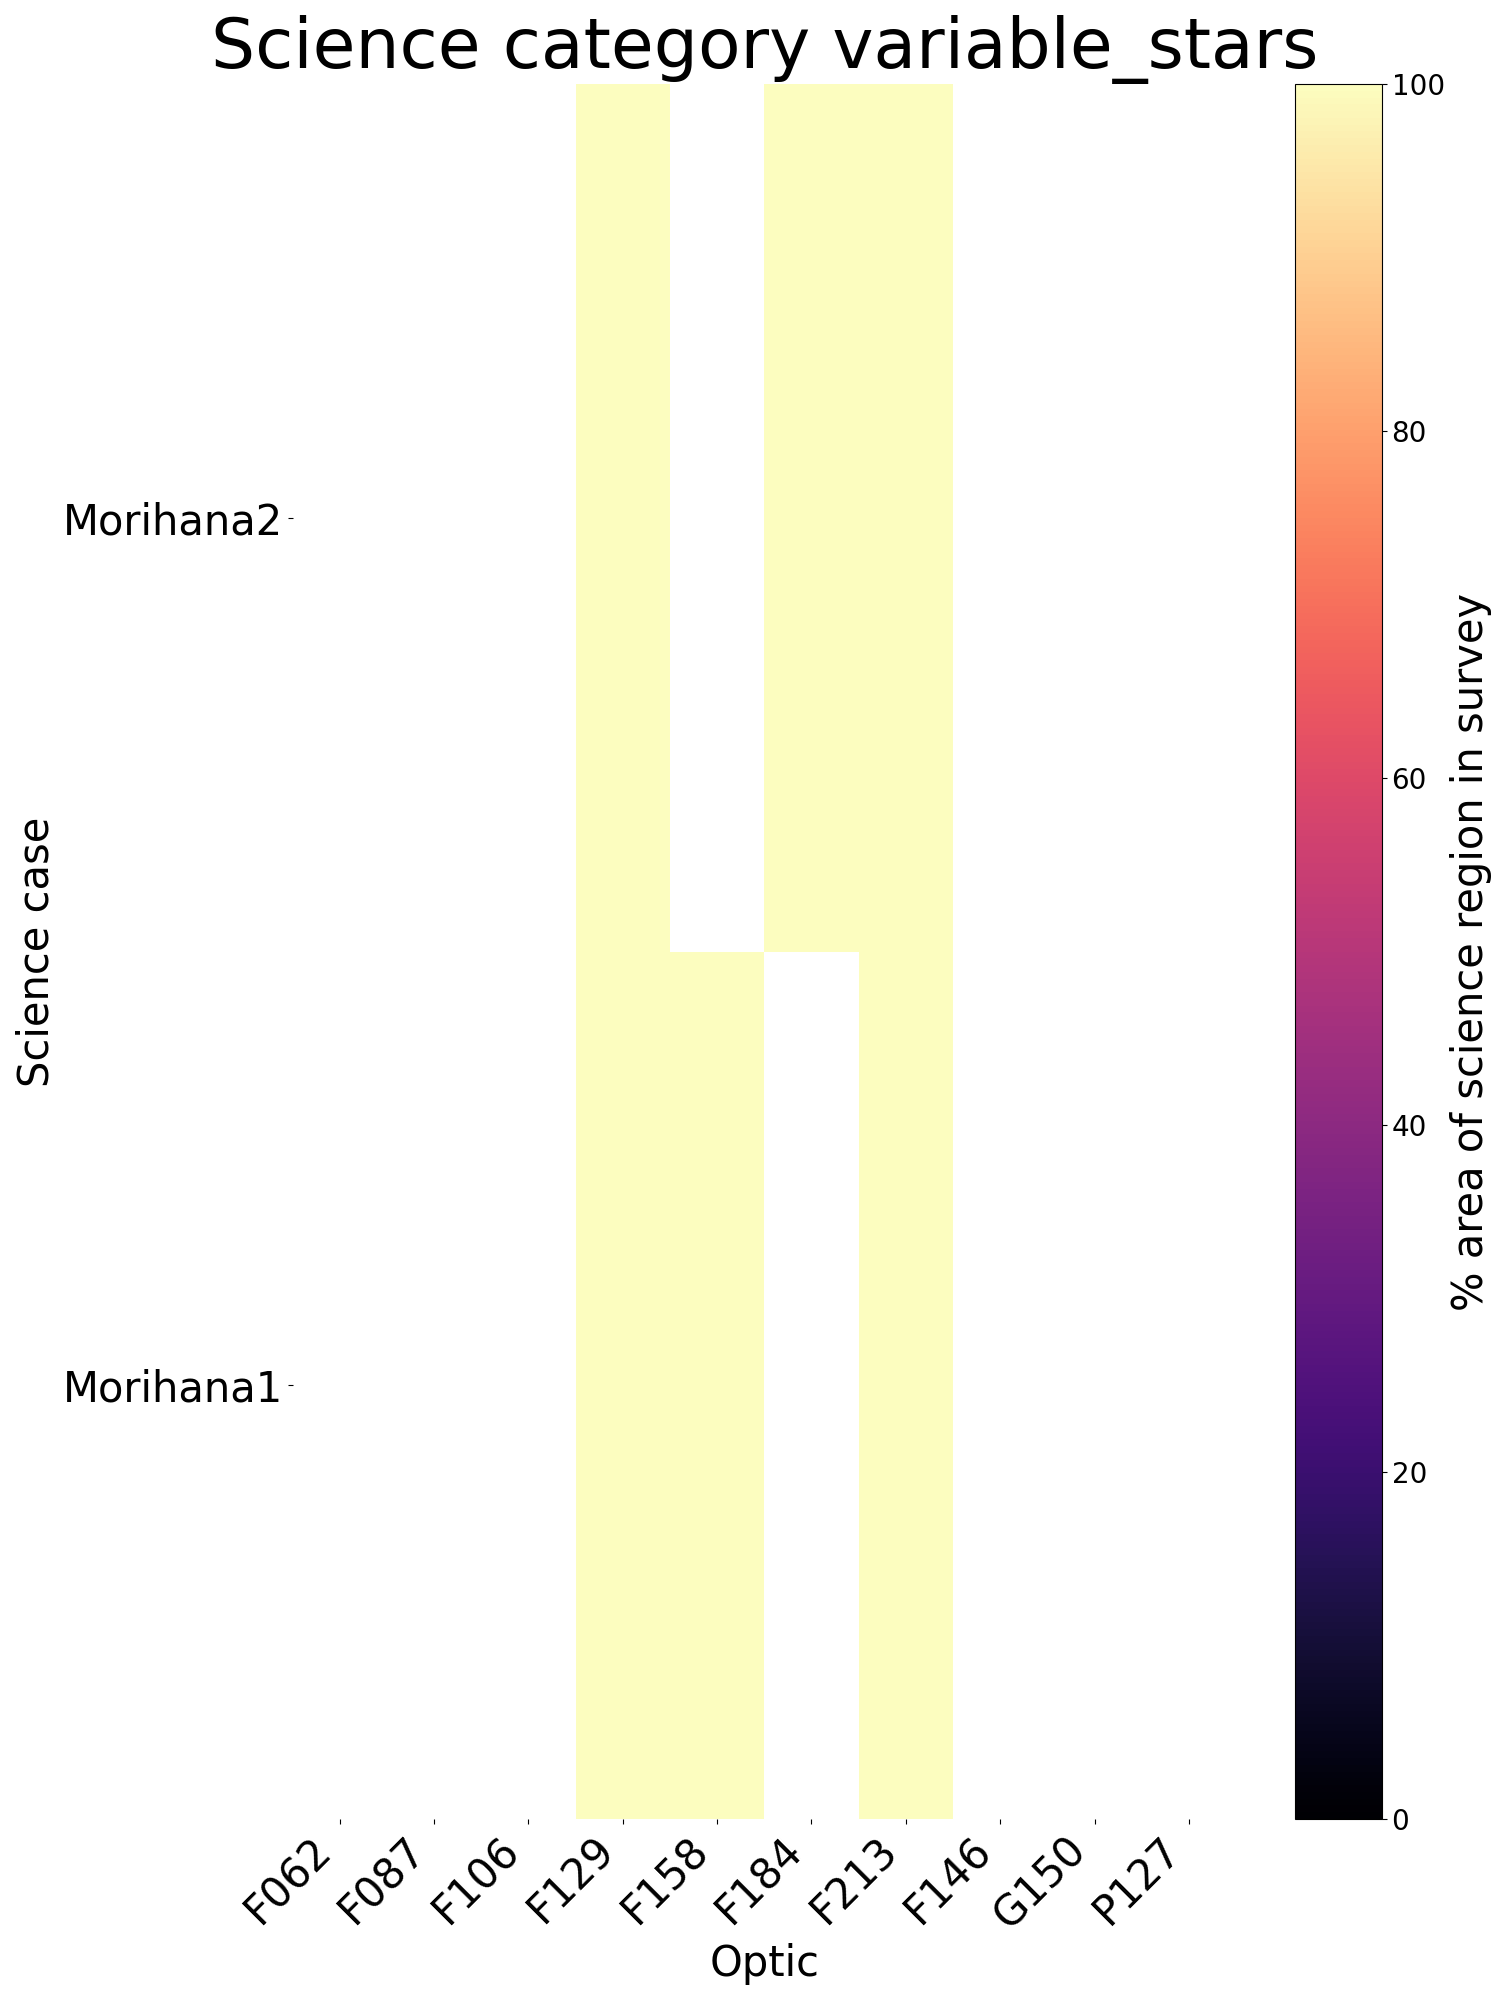 Science category variable_stars
Science case
Morihana2
Morihana1
F062
F087
F106
F129
F158
F184
F213
F146
G150
P127
Optic
100
80
60
40
20
0
% area of science region in survey